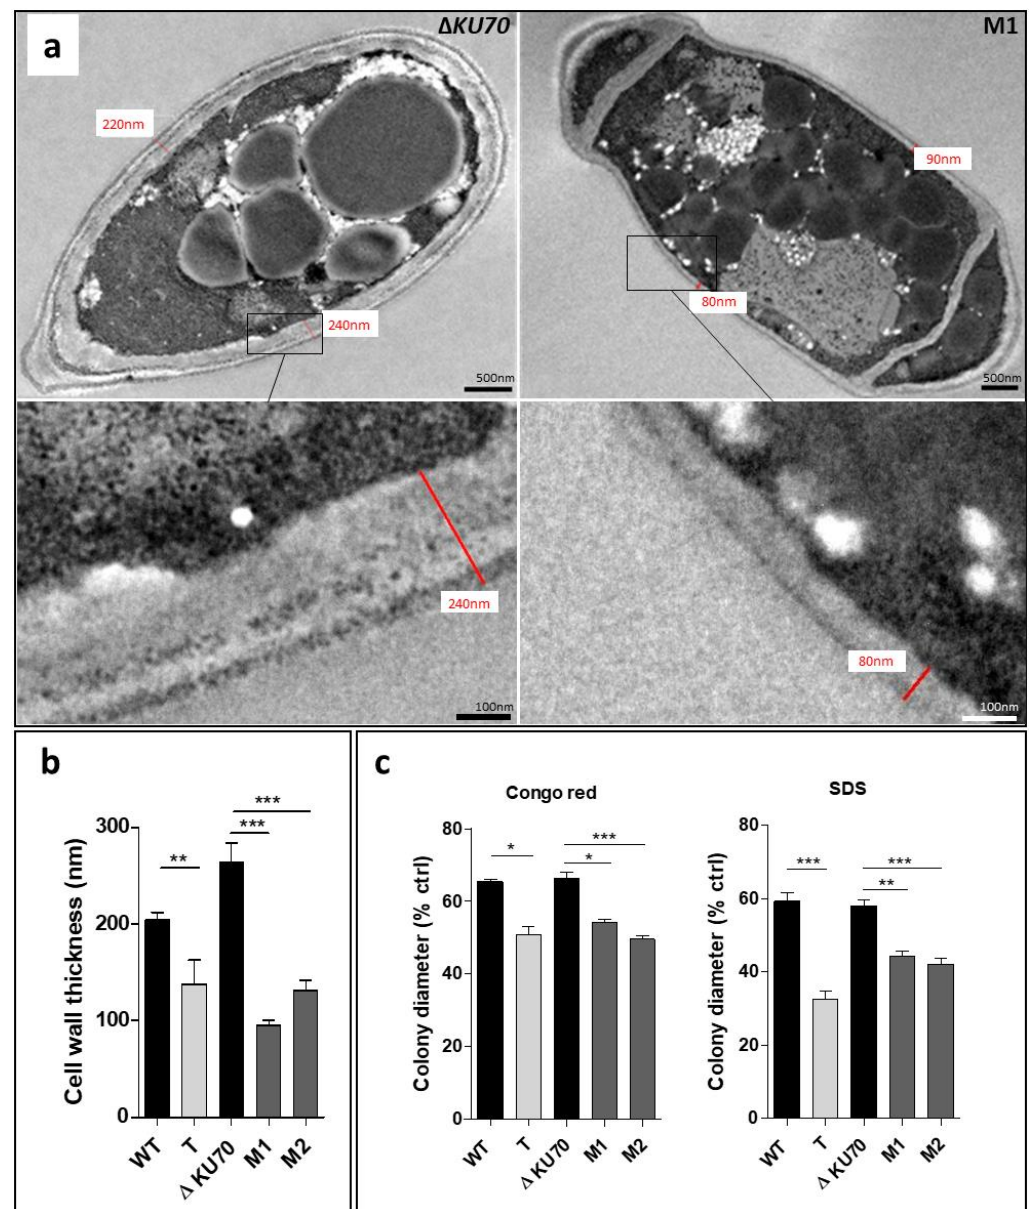 a
ΔKU70
M1
220nm
90nm
240nm
80nm
500nm
500nm
240nm
80nm
100nm
100nm
b
Cell wall thickness (nm)
300
200
100
0
**
***
***
WT
T
Δ KU70
M1
M2
c
Congo red
Colony diameter (% ctrl)
80
60
40
20
0
*
***
*
WT
T
Δ KU70
M1
M2
SDS
Colony diameter (% ctrl)
80
60
40
20
0
***
***
**
WT
T
Δ KU70
M1
M2